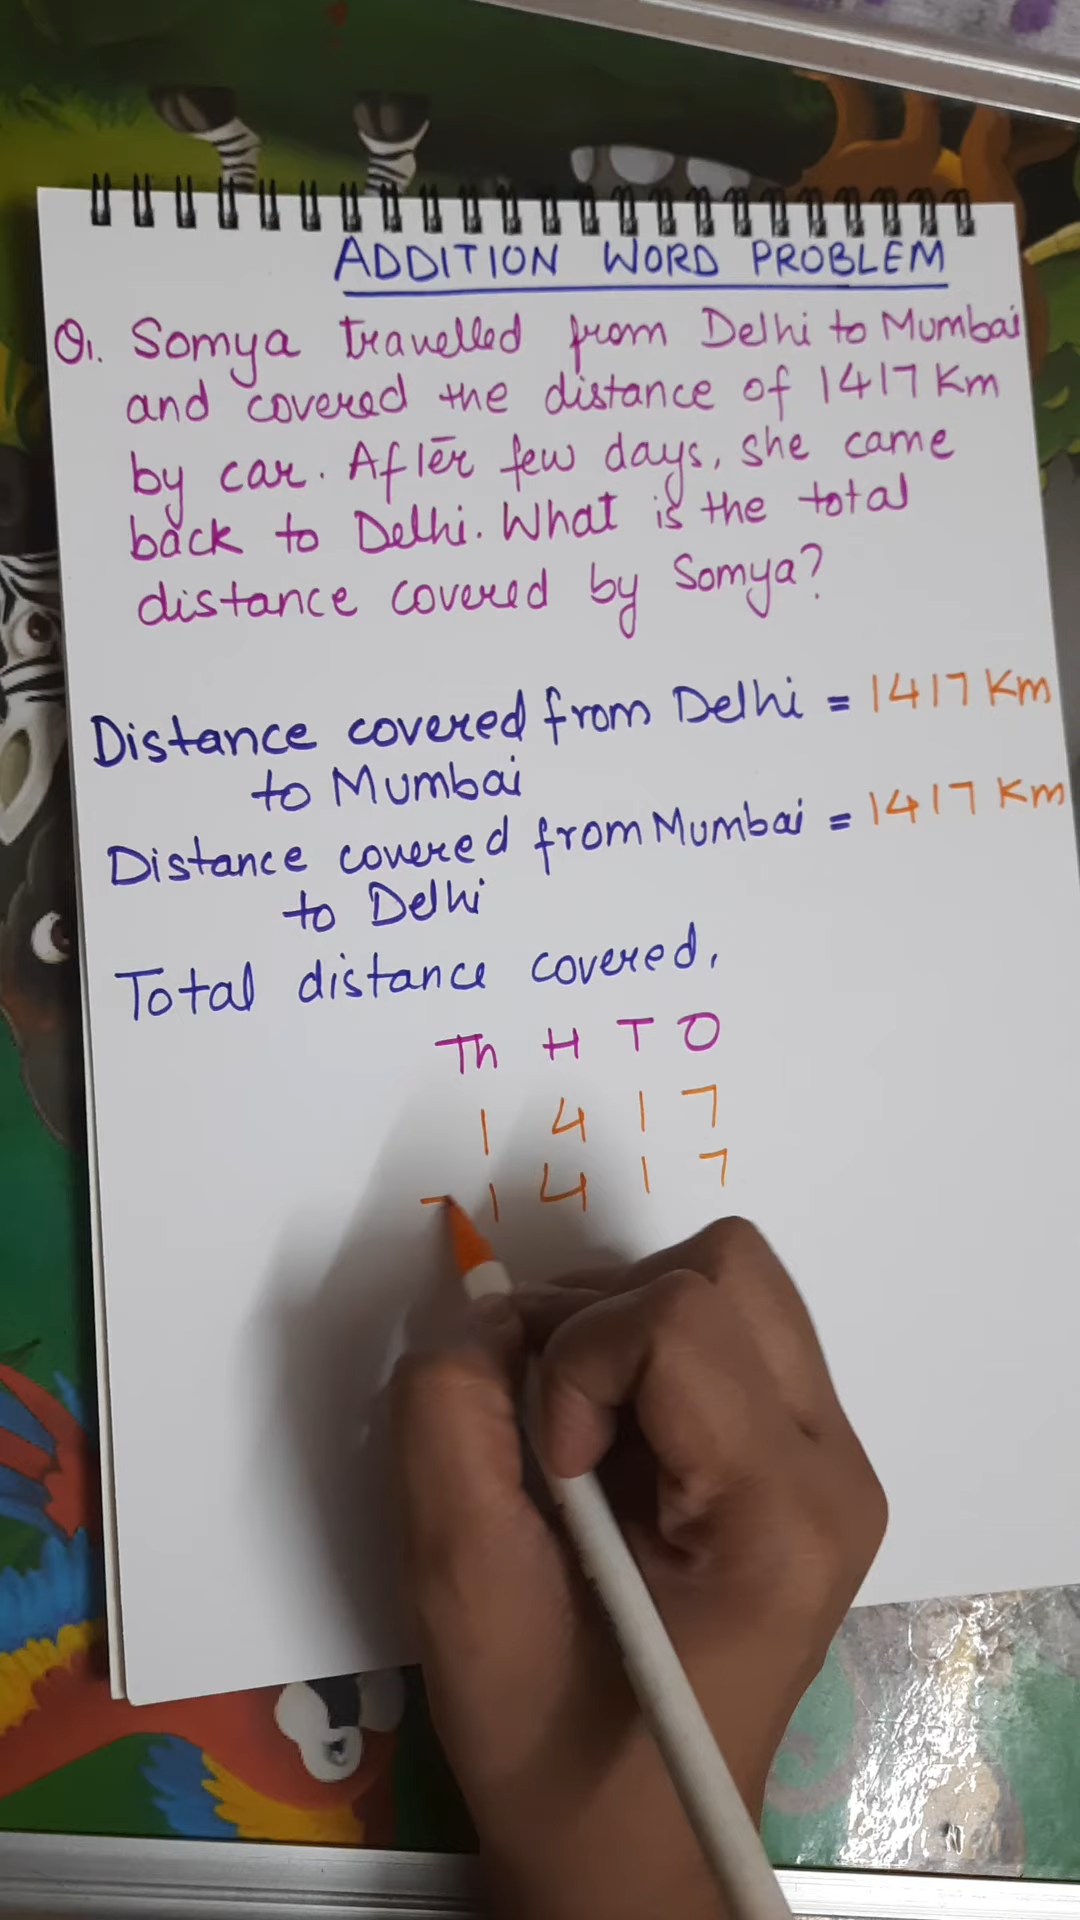 ADDITION WORD PROBLEM
Q1. Somya travelled from Delhi to Mumbai
and covered the distance of 1417 Km
by car. After few days, she came
back to Delhi. What is the total
distance covered by Somya?
Distance covered from Delhi = 1417 Km
to Mumbai
Distance covered from Mumbai = 1417 Km
to Delhi
Total distance covered,
Th H T O
1 4 1 7
1 4 1 7